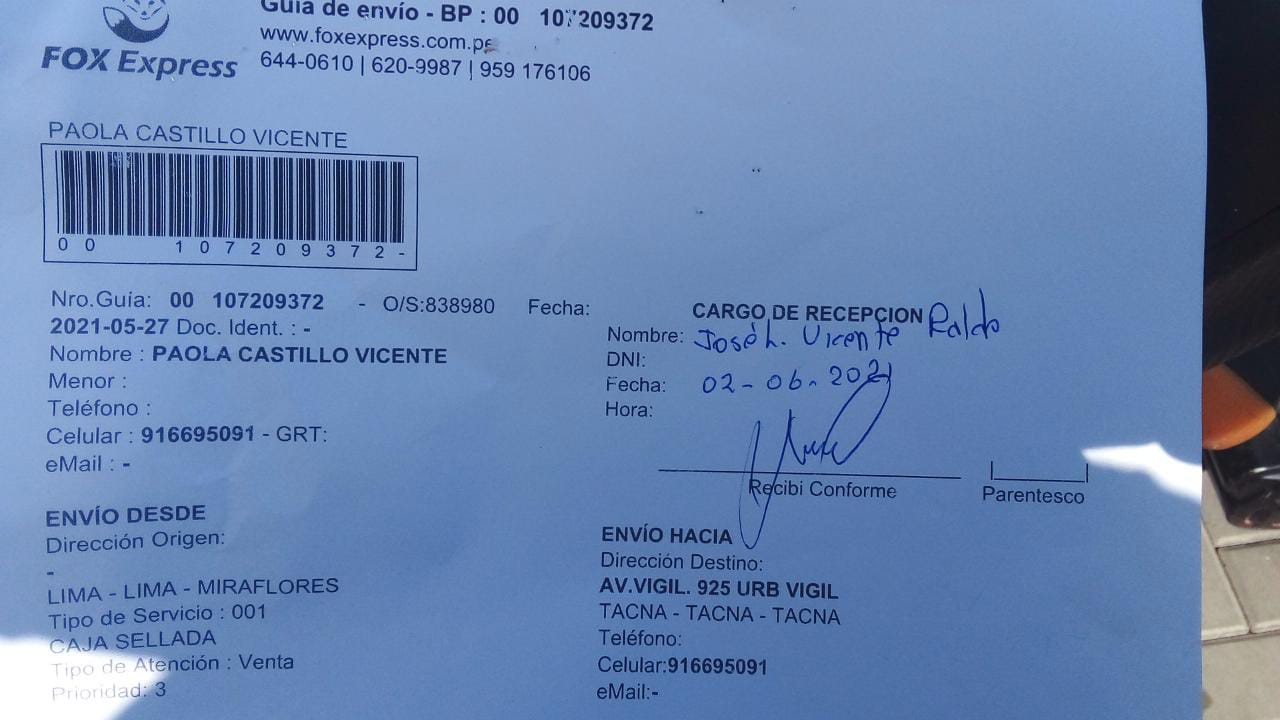 Guía de envío - BP : 00 107209372
www.foxexpress.com.pe
FOX Express
644-0610 | 620-9987 | 959 176106
PAOLA CASTILLO VICENTE
00 107209372-
Nro.Guía: 00 107209372 - O/S:838980 Fecha:
2021-05-27 Doc. Ident. : -
Nombre : PAOLA CASTILLO VICENTE
Menor :
Teléfono :
Celular : 916695091 - GRT:
eMail : -
CARGO DE RECEPCION
Nombre: José L. Vicente
DNI:
Fecha: 02-06-2021
Hora:
Recibi Conforme
Parentesco
ENVÍO DESDE
Dirección Origen:
-
LIMA - LIMA - MIRAFLORES
Tipo de Servicio : 001
CAJA SELLADA
Tipo de Atención : Venta
Prioridad: 3
ENVÍO HACIA
Dirección Destino:
AV.VIGIL. 925 URB VIGIL
TACNA - TACNA - TACNA
Teléfono:
Celular:916695091
eMail:-